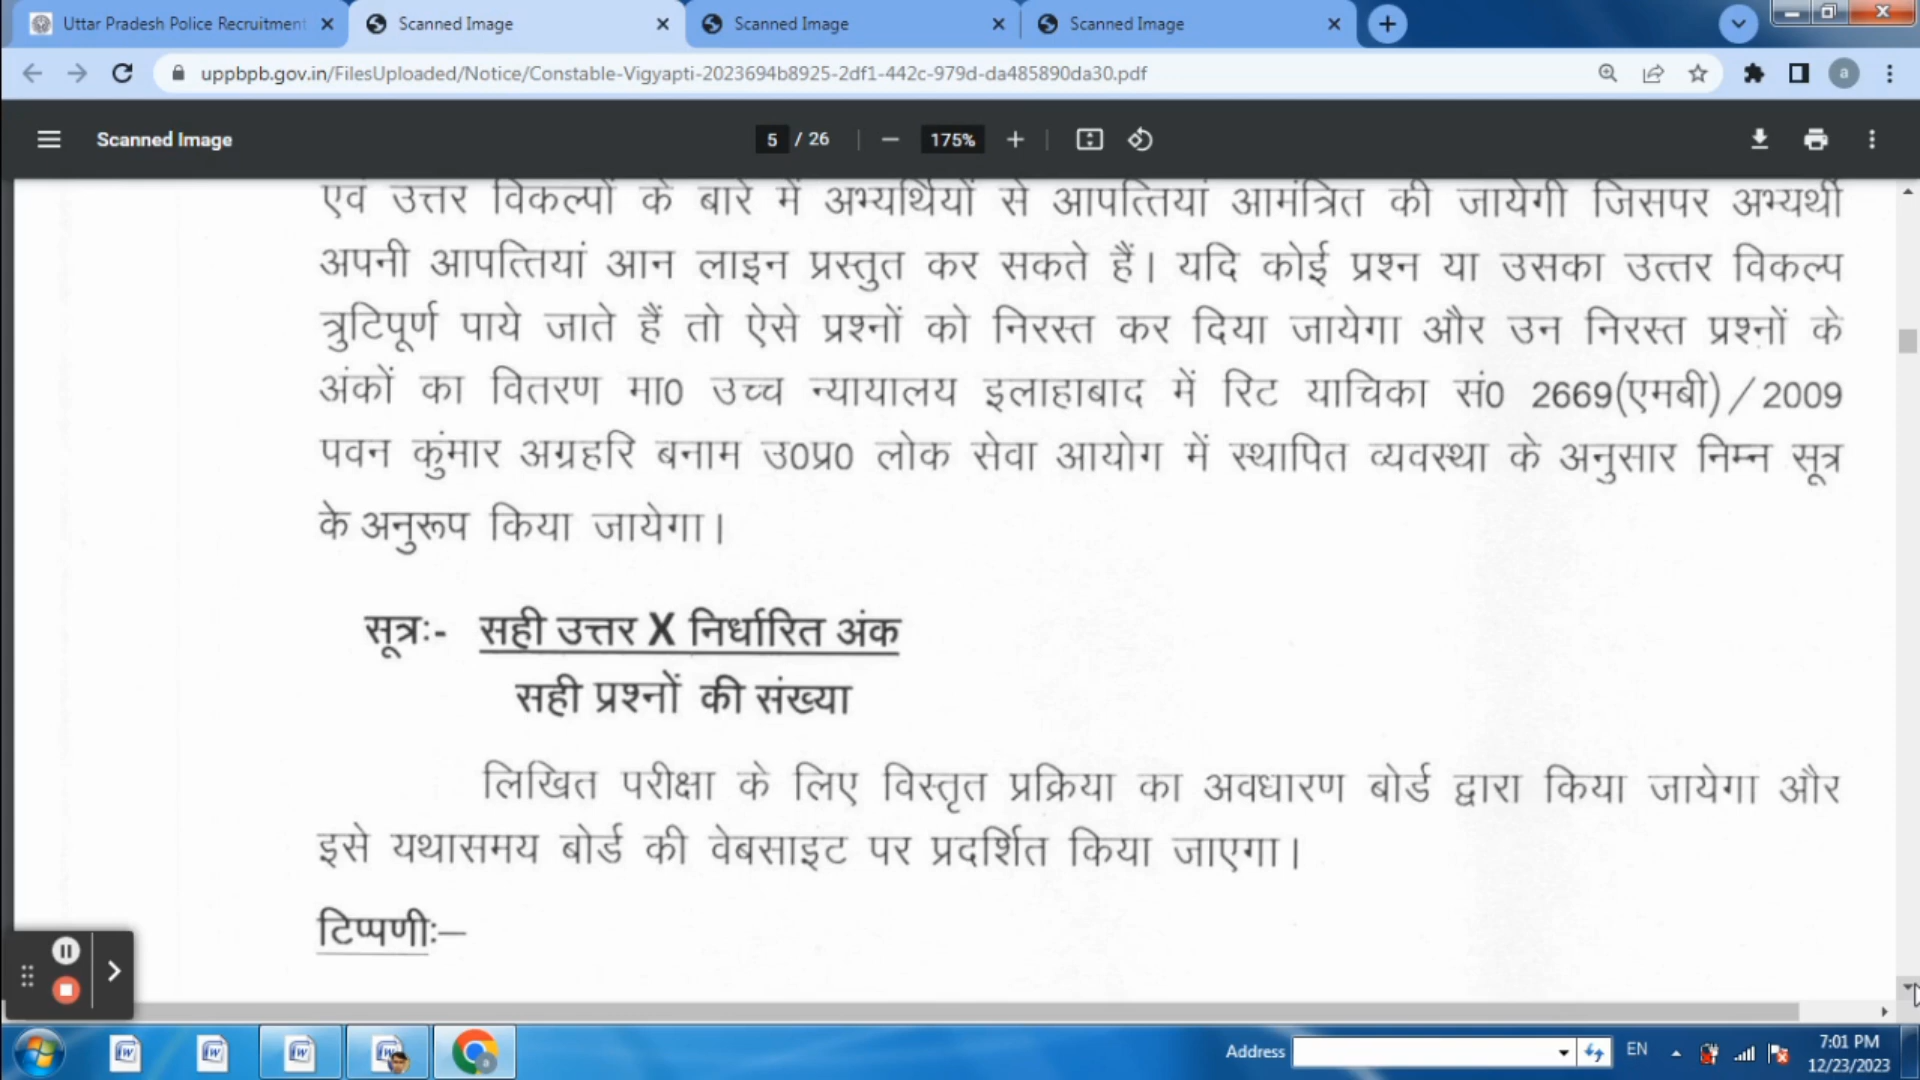 Uttar Pradesh Police Recruitment
Scanned Image
Scanned Image
Scanned Image
uppbpb.gov.in/FilesUploaded/Notice/Constable-Vigyapti-2023694b8925-2df1-442c-979d-da485890da30.pdf
a
Scanned Image
5 / 26
175%
एवं उत्तर विकल्पों के बारे में अभ्यर्थियों से आपत्तियां आमंत्रित की जायेगी जिसपर अभ्यर्थी
अपनी आपत्तियां आन लाइन प्रस्तुत कर सकते हैं। यदि कोई प्रश्न या उसका उत्तर विकल्प
त्रुटिपूर्ण पाये जाते हैं तो ऐसे प्रश्नों को निरस्त कर दिया जायेगा और उन निरस्त प्रश्नों के
अंकों का वितरण मा0 उच्च न्यायालय इलाहाबाद में रिट याचिका सं0 2669(एमबी)/2009
पवन कुंमार अग्रहरि बनाम उ0प्र0 लोक सेवा आयोग में स्थापित व्यवस्था के अनुसार निम्न सूत्र
के अनुरूप किया जायेगा।
सूत्रः- सही उत्तर X निर्धारित अंक
सही प्रश्नों की संख्या
लिखित परीक्षा के लिए विस्तृत प्रक्रिया का अवधारण बोर्ड द्वारा किया जायेगा और
इसे यथासमय बोर्ड की वेबसाइट पर प्रदर्शित किया जाएगा।
टिप्पणीः—
Address
EN
7:01 PM
12/23/2023